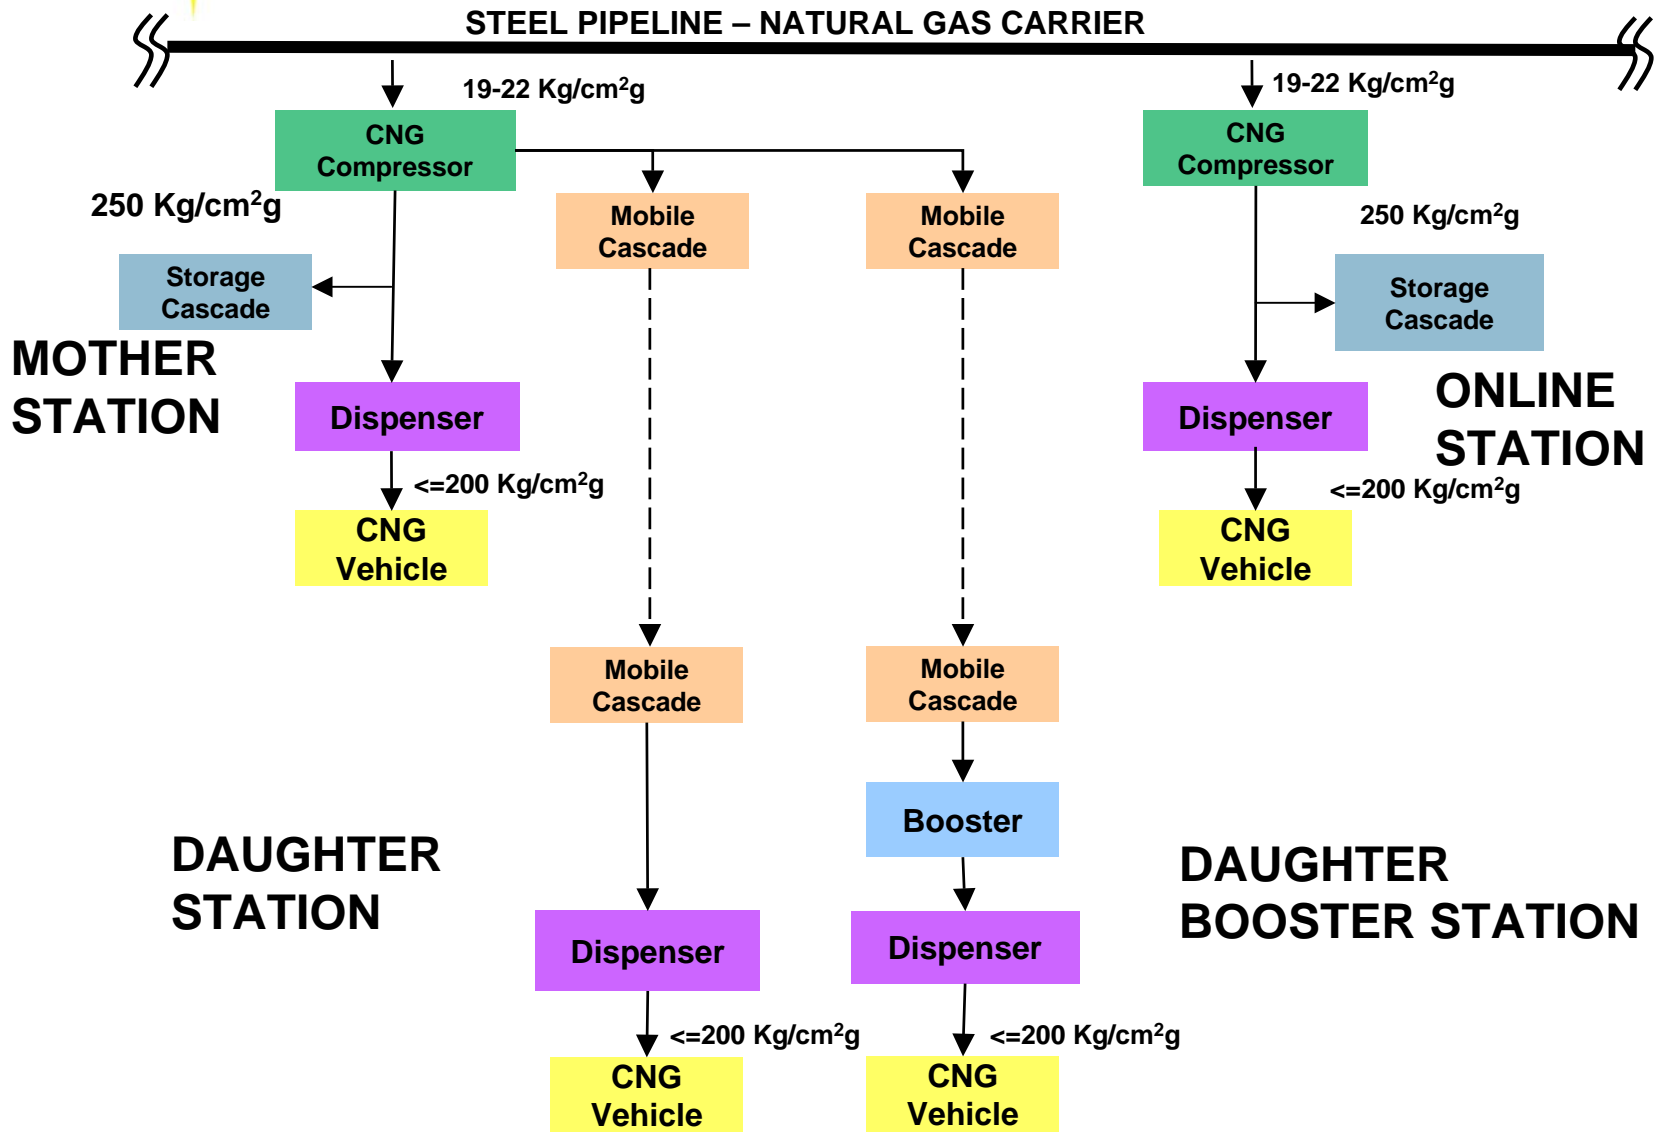 STEEL PIPELINE – NATURAL GAS CARRIER
19-22 Kg/cm²g
19-22 Kg/cm²g
CNG
Compressor
CNG
Compressor
250 Kg/cm²g
Mobile
Cascade
Mobile
Cascade
250 Kg/cm²g
Storage
Cascade
Storage
Cascade
MOTHER
STATION
Dispenser
Dispenser
ONLINE
STATION
<=200 Kg/cm²g
<=200 Kg/cm²g
CNG
Vehicle
CNG
Vehicle
Mobile
Cascade
Mobile
Cascade
Booster
DAUGHTER
STATION
DAUGHTER
BOOSTER STATION
Dispenser
Dispenser
<=200 Kg/cm²g
<=200 Kg/cm²g
CNG
Vehicle
CNG
Vehicle